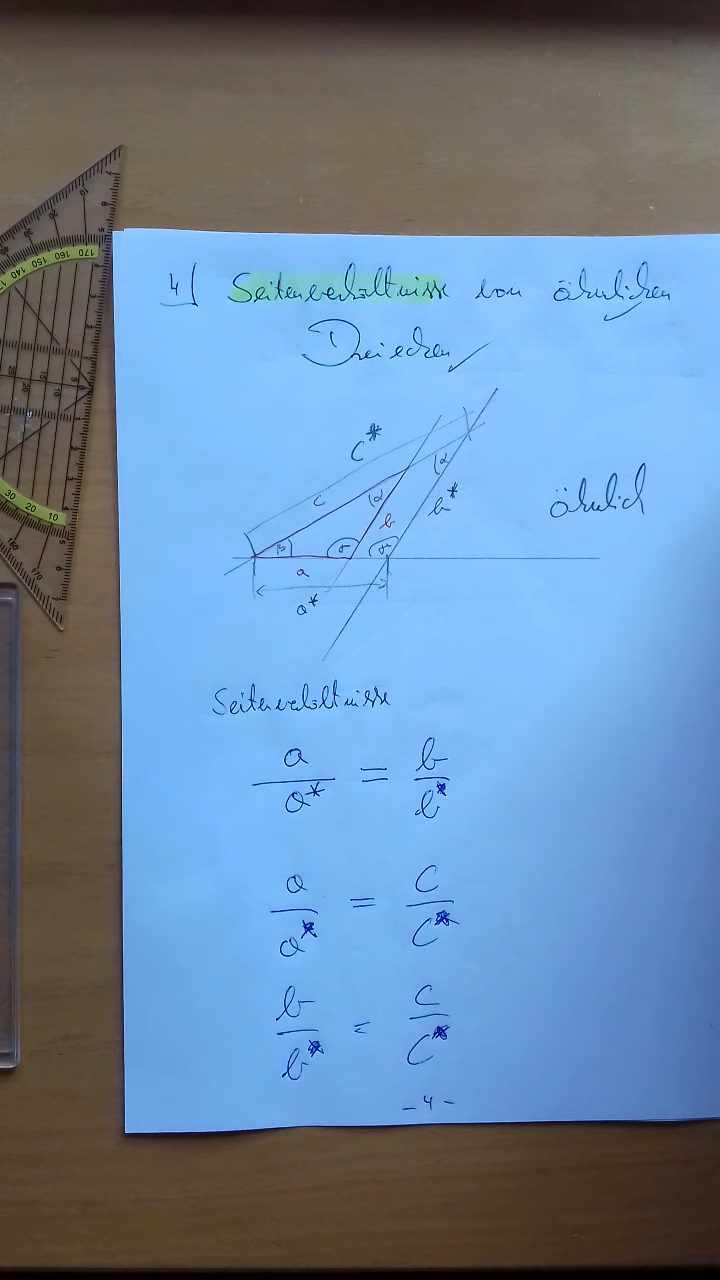 4) Seitenverhältnisse von ähnlichen
Dreiecken ✓
c*
c
α
α
b
b*
ähnlich
β
γ
γ
a
a*
Seitenverhältnisse
a/a* = b/b*
a/a* = c/c*
b/b* = c/c*
- 4 -